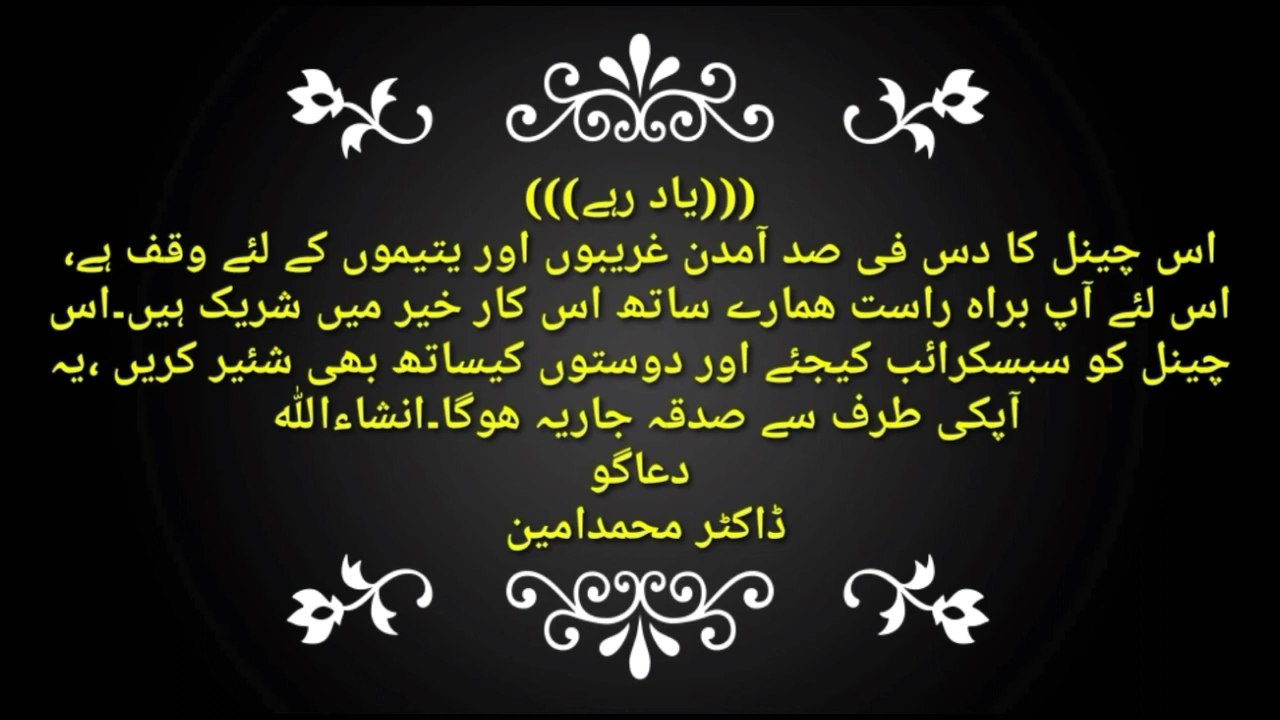 (((یاد رہے)))
اس چینل کا دس فی صد آمدن غریبوں اور یتیموں کے لئے وقف ہے،
اس لئے آپ براہ راست ھمارے ساتھ اس کار خیر میں شریک ہیں۔اس
چینل کو سبسکرائب کیجئے اور دوستوں کیساتھ بھی شئیر کریں ،یہ
آپکی طرف سے صدقہ جاریہ ھوگا۔انشاءاللہ
دعاگو
ڈاکٹر محمدامین